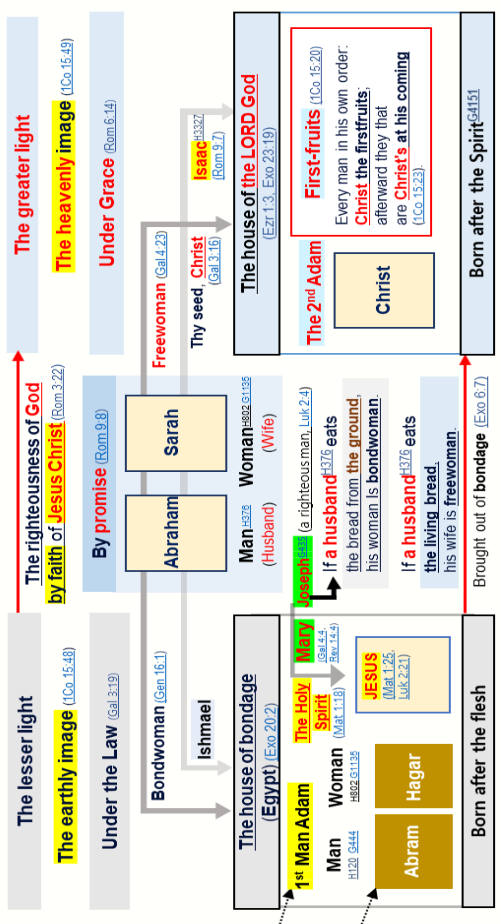 The lesser light
The righteousness of God
The greater light
The earthly image (1Co 15:48)
by faith of Jesus Christ (Rom 3:22)
The heavenly image (1Co 15:49)
Under the Law (Gal 3:19)
By promise (Rom 9:8)
Under Grace (Rom 6:14)
Bondwoman (Gen 16:1)
Abraham
Sarah
Freewoman (Gal 4:23)
Ishmael
Thy seed, Christ
(Gal 3:16)
Isaac H3327
(Rom 9:7)
Man H376
(Husband)
Woman H802 G1135
(Wife)
The house of bondage
(Egypt) (Exo 20:2)
The house of the LORD God
(Ezr 1:3, Exo 23:19)
1st Man Adam
The Holy
Spirit
(Mat 1:18)
Mary
(Gal 4:4,
Rev 14:4)
Joseph G435 (a righteous man, Luk 2:4)
Man
H120 G444
Woman
H802 G1135
JESUS
(Mat 1:25,
Luk 2:21)
Abram
Hagar
If a husband H376 eats
the bread from the ground,
his woman Is bondwoman.
If a husband H376 eats
the living bread,
his wife is freewoman.
The 2nd Adam
Christ
First-fruits (1Co 15:20)
Every man in his own order:
Christ the firstfruits;
afterward they that
are Christ's at his coming
(1Co 15:23).
Born after the flesh
Brought out of bondage (Exo 6:7)
Born after the Spirit G4151